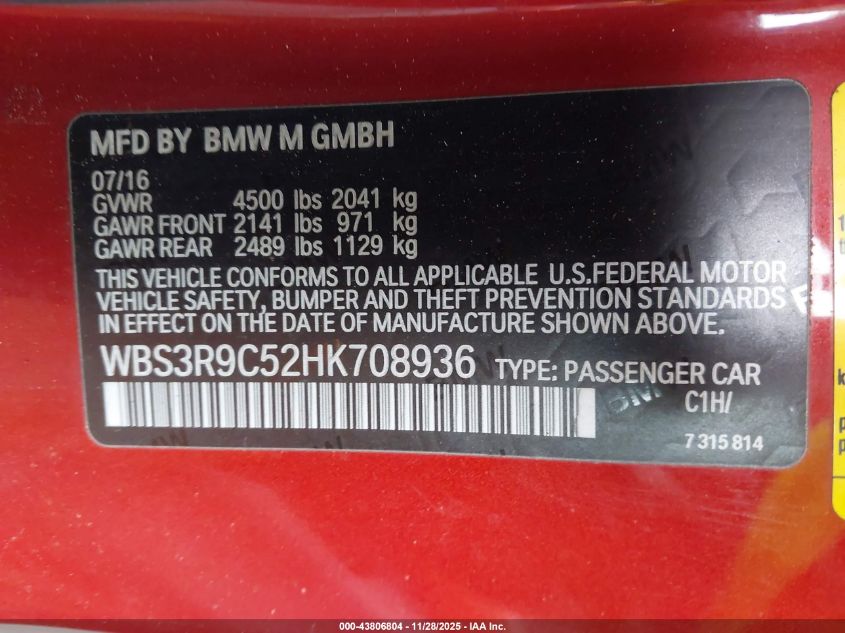 MFD BY BMW M GMBH
07/16
GVWR 4500 lbs 2041 kg
GAWR FRONT 2141 lbs 971 kg
GAWR REAR 2489 lbs 1129 kg
THIS VEHICLE CONFORMS TO ALL APPLICABLE U.S.FEDERAL MOTOR
VEHICLE SAFETY, BUMPER AND THEFT PREVENTION STANDARDS
IN EFFECT ON THE DATE OF MANUFACTURE SHOWN ABOVE.
WBS3R9C52HK708936 TYPE: PASSENGER CAR
C1H/
7 315 814
000-43806804 - 11/28/2025 - IAA Inc.